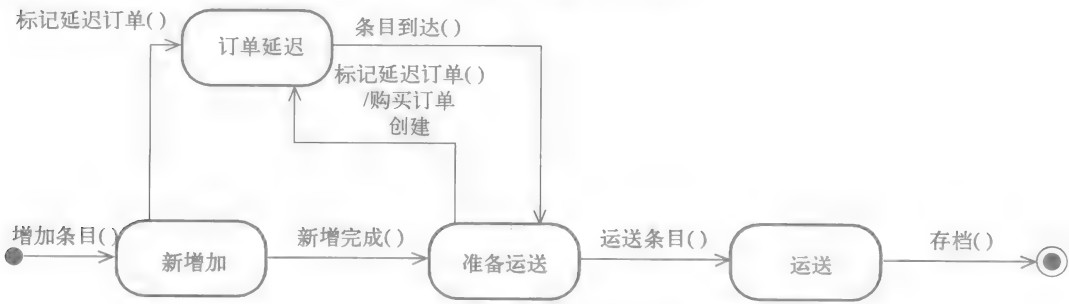 标记延迟订单()
订单延迟
条目到达()
标记延迟订单()
/购买订单
创建
增加条目()
新增加
新增完成()
准备运送
运送条目()
运送
存档()